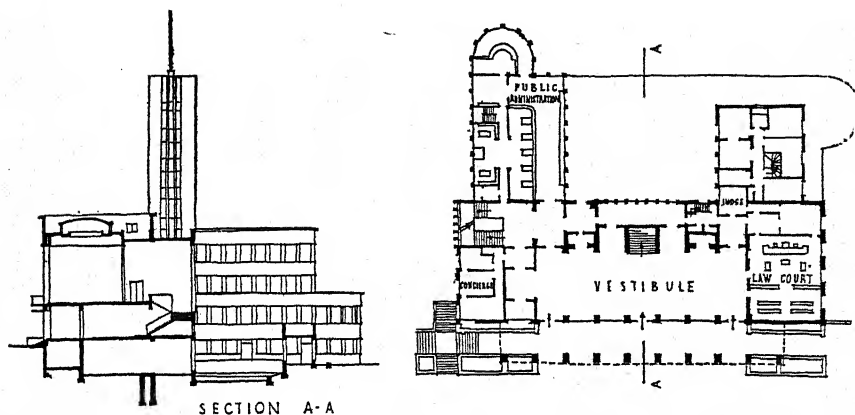 SECTION A-A
A
PUBLIC
ADMINISTRATION
JUDGE
CONCIERGE
VESTIBULE
LAW COURT
A